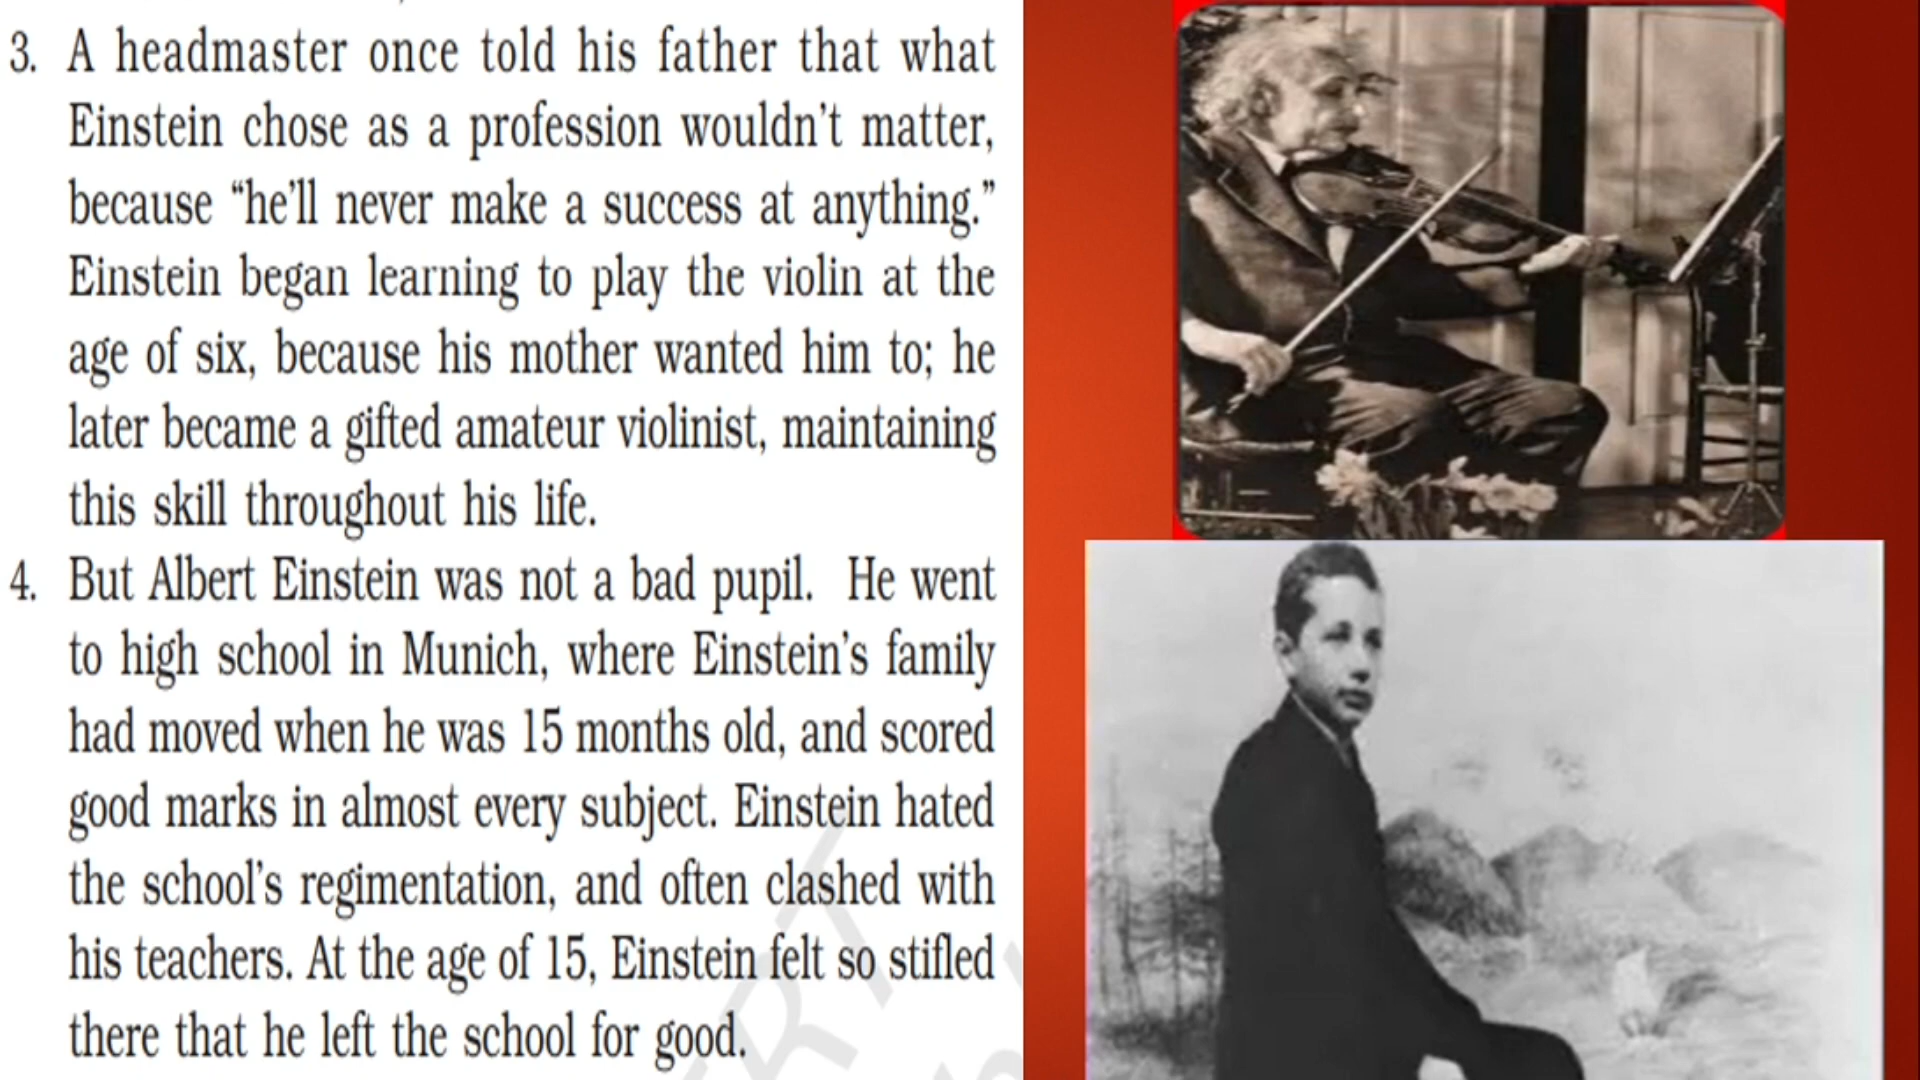 3. A headmaster once told his father that what
Einstein chose as a profession wouldn't matter,
because “he'll never make a success at anything.”
Einstein began learning to play the violin at the
age of six, because his mother wanted him to; he
later became a gifted amateur violinist, maintaining
this skill throughout his life.
4. But Albert Einstein was not a bad pupil. He went
to high school in Munich, where Einstein's family
had moved when he was 15 months old, and scored
good marks in almost every subject. Einstein hated
the school's regimentation, and often clashed with
his teachers. At the age of 15, Einstein felt so stifled
there that he left the school for good.